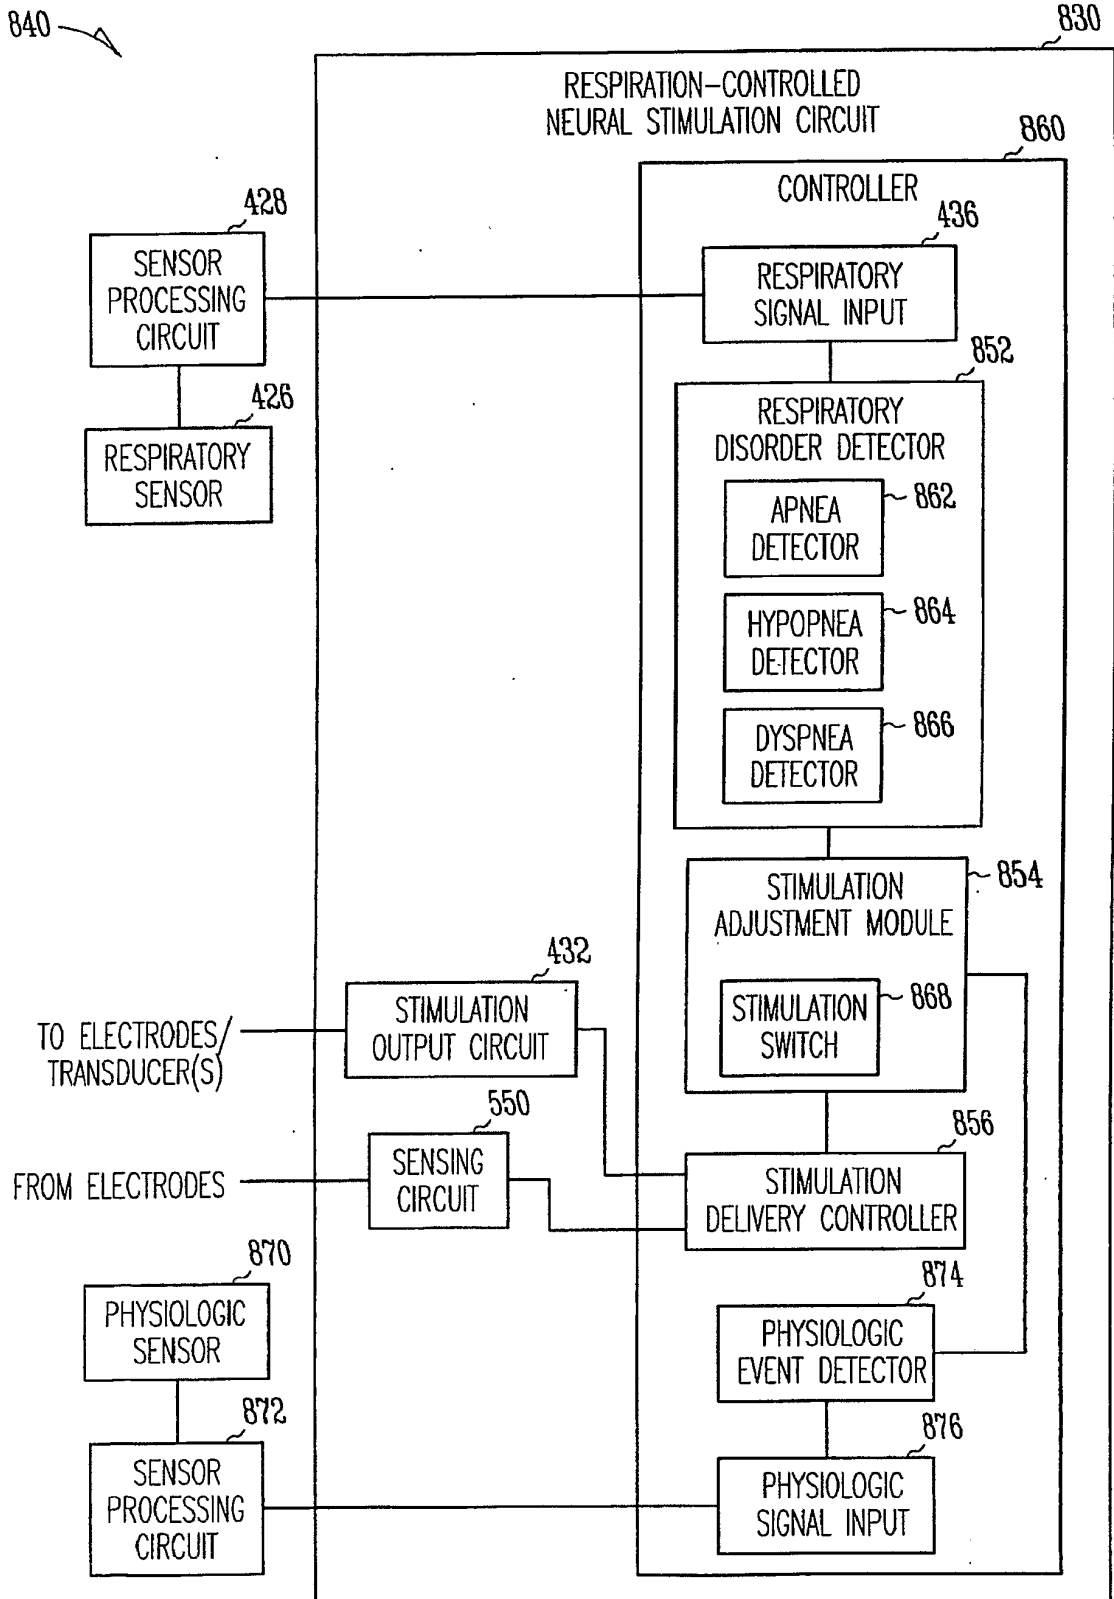 840
830
RESPIRATION-CONTROLLED
NEURAL STIMULATION CIRCUIT
860
CONTROLLER
428
SENSOR
PROCESSING
CIRCUIT
436
RESPIRATORY
SIGNAL INPUT
426
RESPIRATORY
SENSOR
852
RESPIRATORY
DISORDER DETECTOR
APNEA
DETECTOR
862
HYPOPNEA
DETECTOR
864
DYSPNEA
DETECTOR
866
STIMULATION
ADJUSTMENT MODULE
854
STIMULATION
SWITCH
868
432
STIMULATION
OUTPUT CIRCUIT
TO ELECTRODES/
TRANSDUCER(S)
550
SENSING
CIRCUIT
FROM ELECTRODES
856
STIMULATION
DELIVERY CONTROLLER
870
PHYSIOLOGIC
SENSOR
874
PHYSIOLOGIC
EVENT DETECTOR
872
SENSOR
PROCESSING
CIRCUIT
876
PHYSIOLOGIC
SIGNAL INPUT